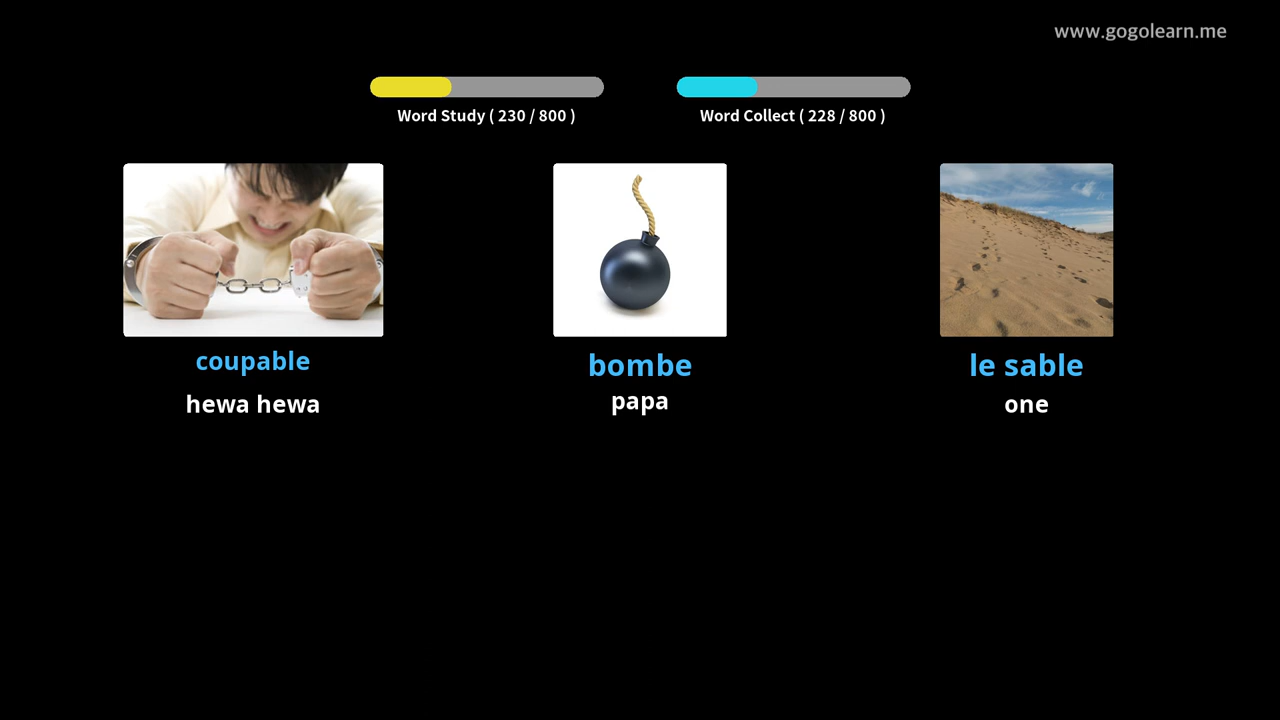 www.gogolearn.me
Word Study ( 230 / 800 )
Word Collect ( 228 / 800 )
coupable
hewa hewa
bombe
papa
le sable
one